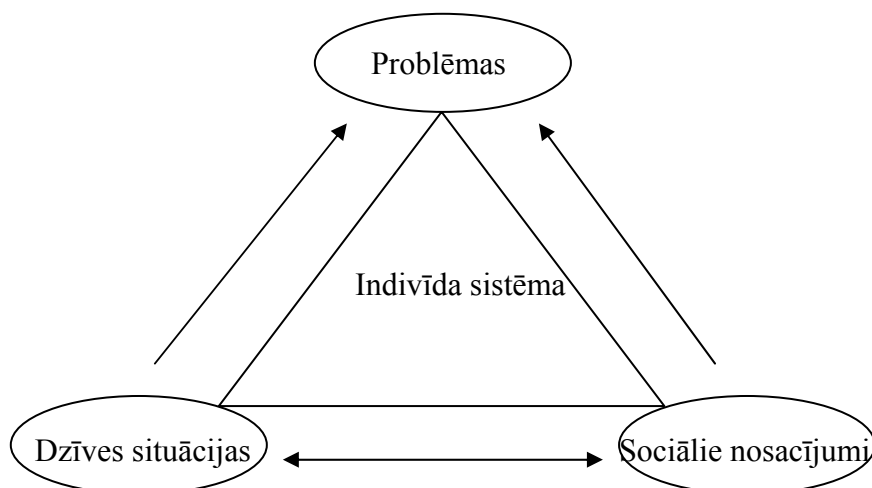 Problēmas
Indivīda sistēma
Dzīves situācijas
Sociālie nosacījumi